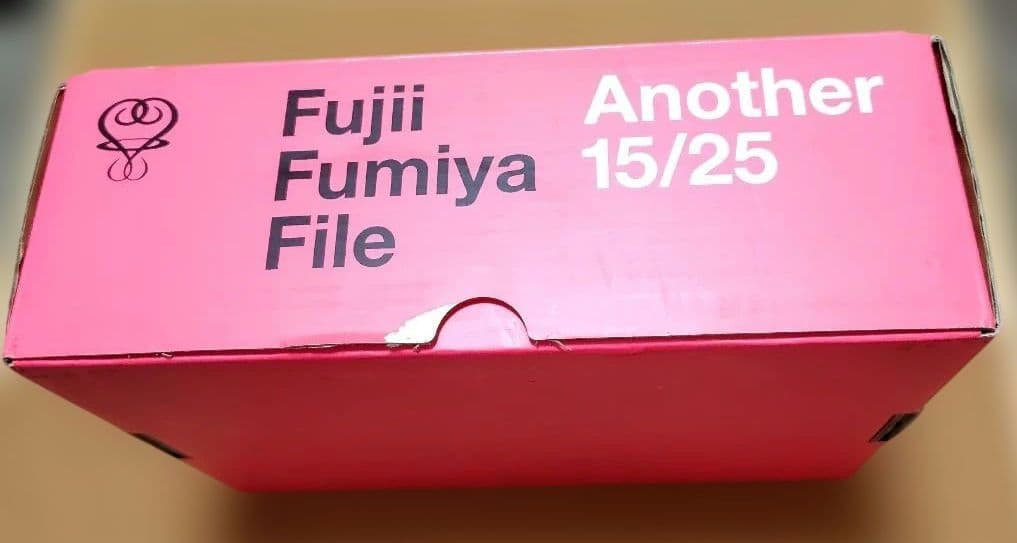 Fujii
Fumiya
File
Another
15/25